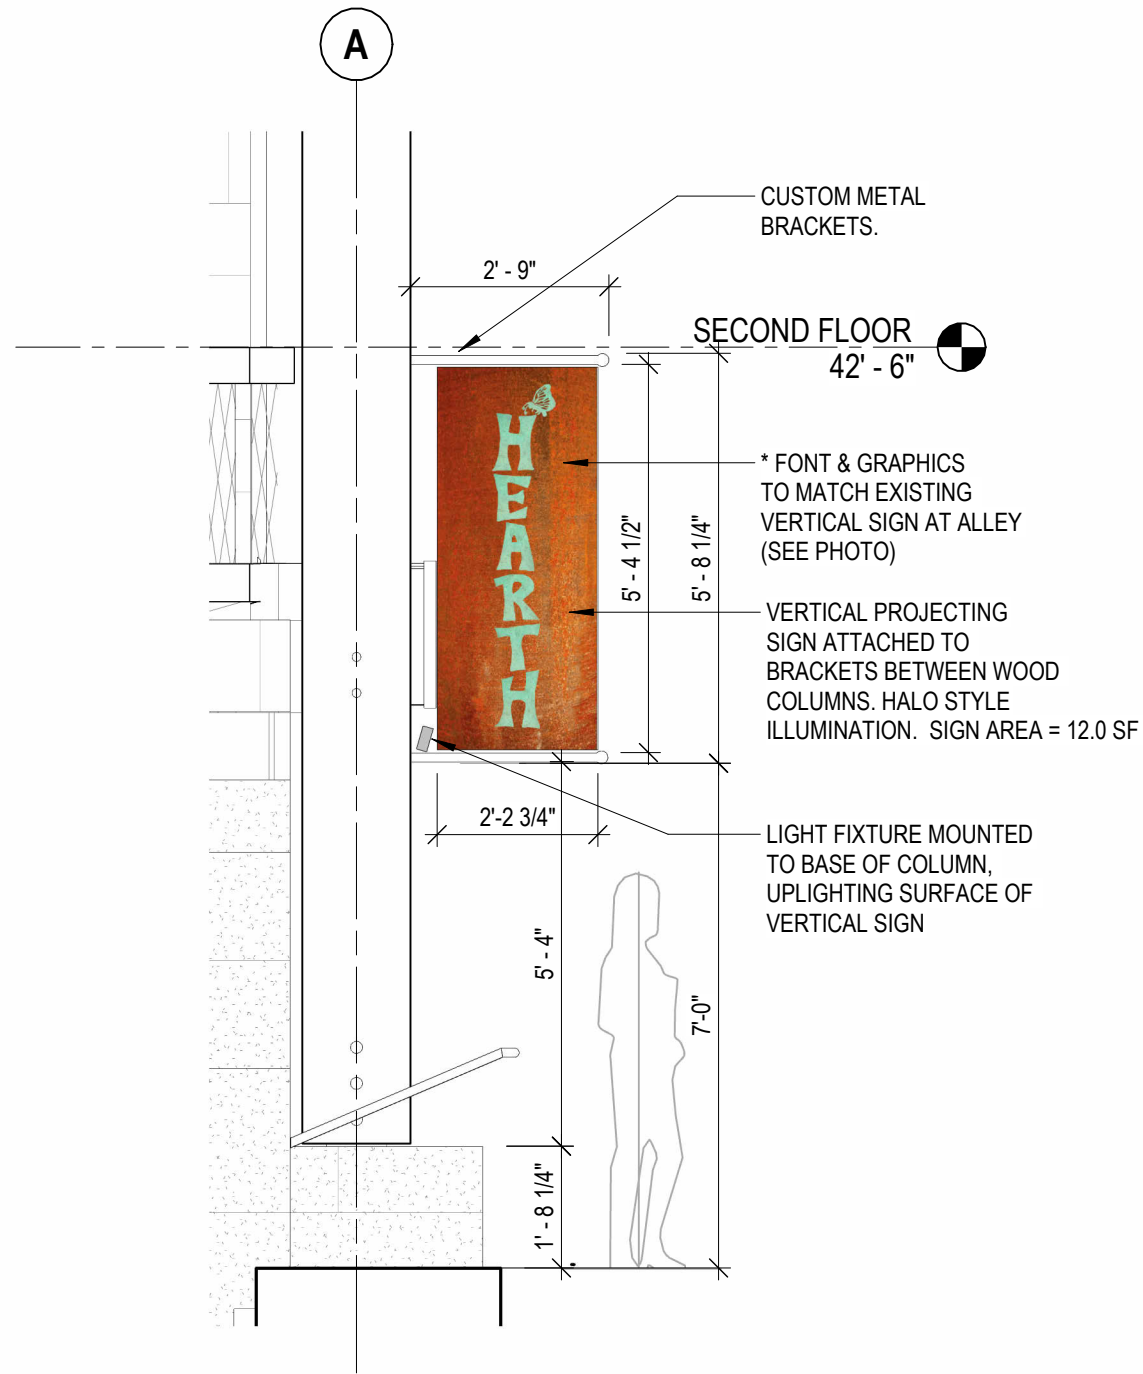 A
CUSTOM METAL
BRACKETS.
2' - 9"
SECOND FLOOR
42' - 6"
HEARTH
* FONT & GRAPHICS
TO MATCH EXISTING
VERTICAL SIGN AT ALLEY
(SEE PHOTO)
5' - 4 1/2"
5' - 8 1/4"
VERTICAL PROJECTING
SIGN ATTACHED TO
BRACKETS BETWEEN WOOD
COLUMNS. HALO STYLE
ILLUMINATION. SIGN AREA = 12.0 SF
2'-2 3/4"
LIGHT FIXTURE MOUNTED
TO BASE OF COLUMN,
UPLIGHTING SURFACE OF
VERTICAL SIGN
5' - 4"
7'-0"
1' - 8 1/4"